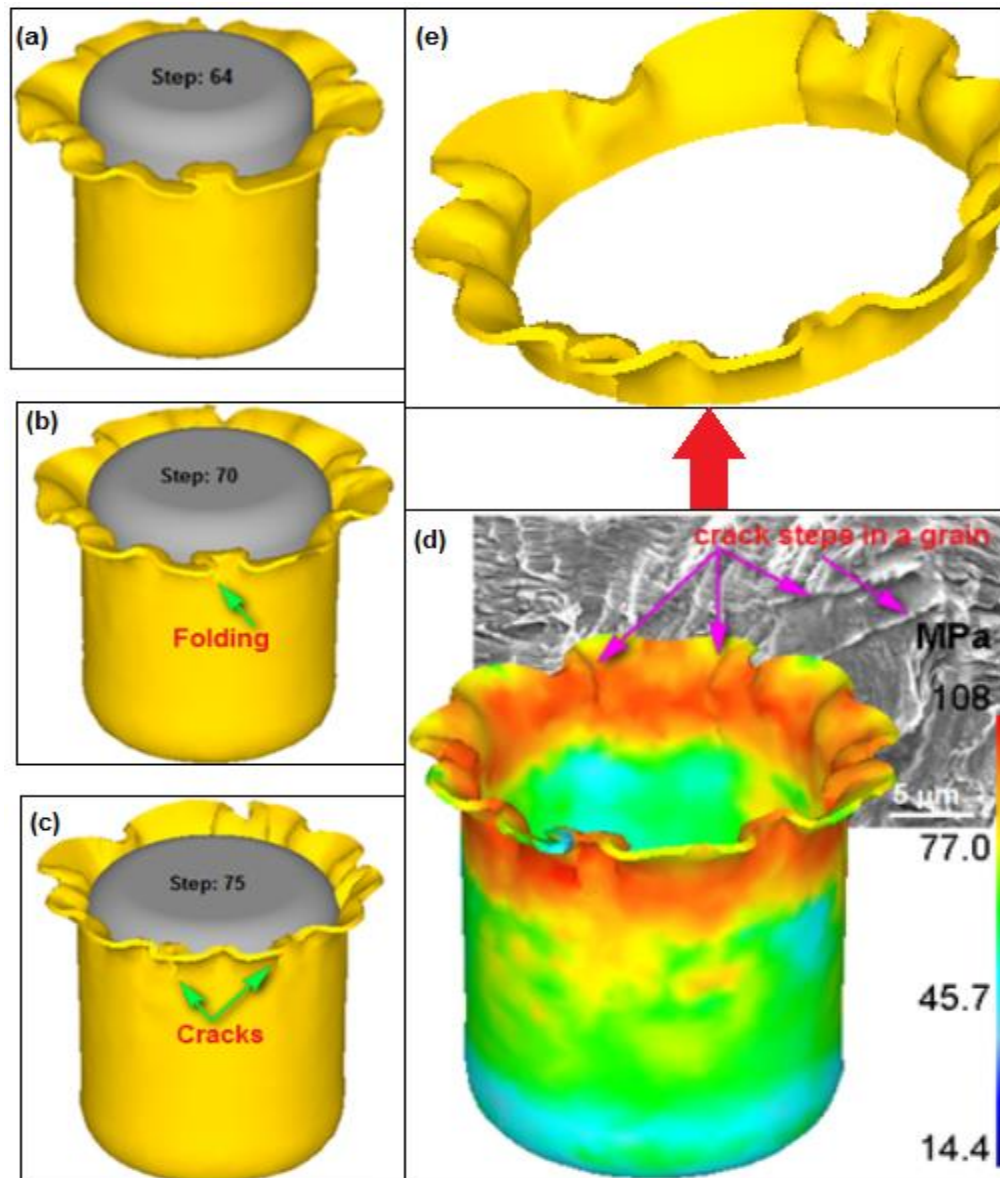 (a)
Step: 64
(b)
Step: 70
Folding
(c)
Step: 75
Cracks
(e)
(d)
crack steps in a grain
MPa
108
5 µm
77.0
45.7
14.4